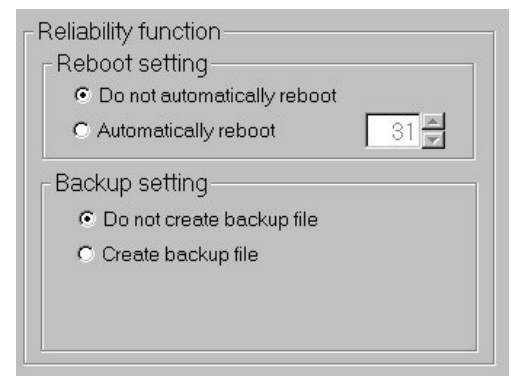 Reliability function
Reboot setting
Do not automatically reboot
Automatically reboot 31
Backup setting
Do not create backup file
Create backup file